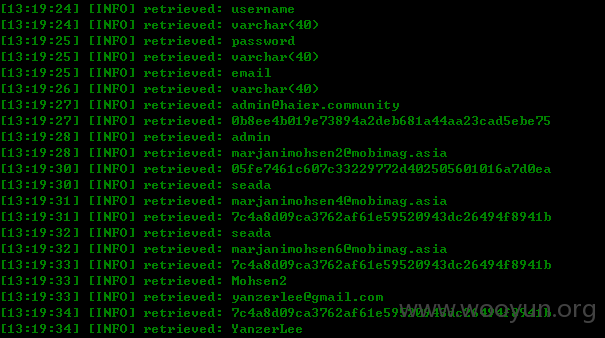 [13:19:24] [INFO] retrieved: username
[13:19:24] [INFO] retrieved: varchar(40)
[13:19:25] [INFO] retrieved: password
[13:19:25] [INFO] retrieved: varchar(40)
[13:19:25] [INFO] retrieved: email
[13:19:26] [INFO] retrieved: varchar(40)
[13:19:27] [INFO] retrieved: admin@haier.community
[13:19:27] [INFO] retrieved: 0b8ee4b019e73894a2deb681a44aa23cad5ebe75
[13:19:28] [INFO] retrieved: admin
[13:19:28] [INFO] retrieved: marjanimohsen2@mobimag.asia
[13:19:30] [INFO] retrieved: 05fe7461c607c33229772d402505601016a7d0ea
[13:19:30] [INFO] retrieved: seada
[13:19:31] [INFO] retrieved: marjanimohsen4@mobimag.asia
[13:19:31] [INFO] retrieved: 7c4a8d09ca3762af61e59520943dc26494f8941b
[13:19:32] [INFO] retrieved: seada
[13:19:32] [INFO] retrieved: marjanimohsen6@mobimag.asia
[13:19:33] [INFO] retrieved: 7c4a8d09ca3762af61e59520943dc26494f8941b
[13:19:33] [INFO] retrieved: Mohsen2
[13:19:33] [INFO] retrieved: yanzerlee@gmail.com
[13:19:34] [INFO] retrieved: 7c4a8d09ca3762af61e59520943dc26494f8941b
[13:19:34] [INFO] retrieved: YanzerLee
www.wooyun.org